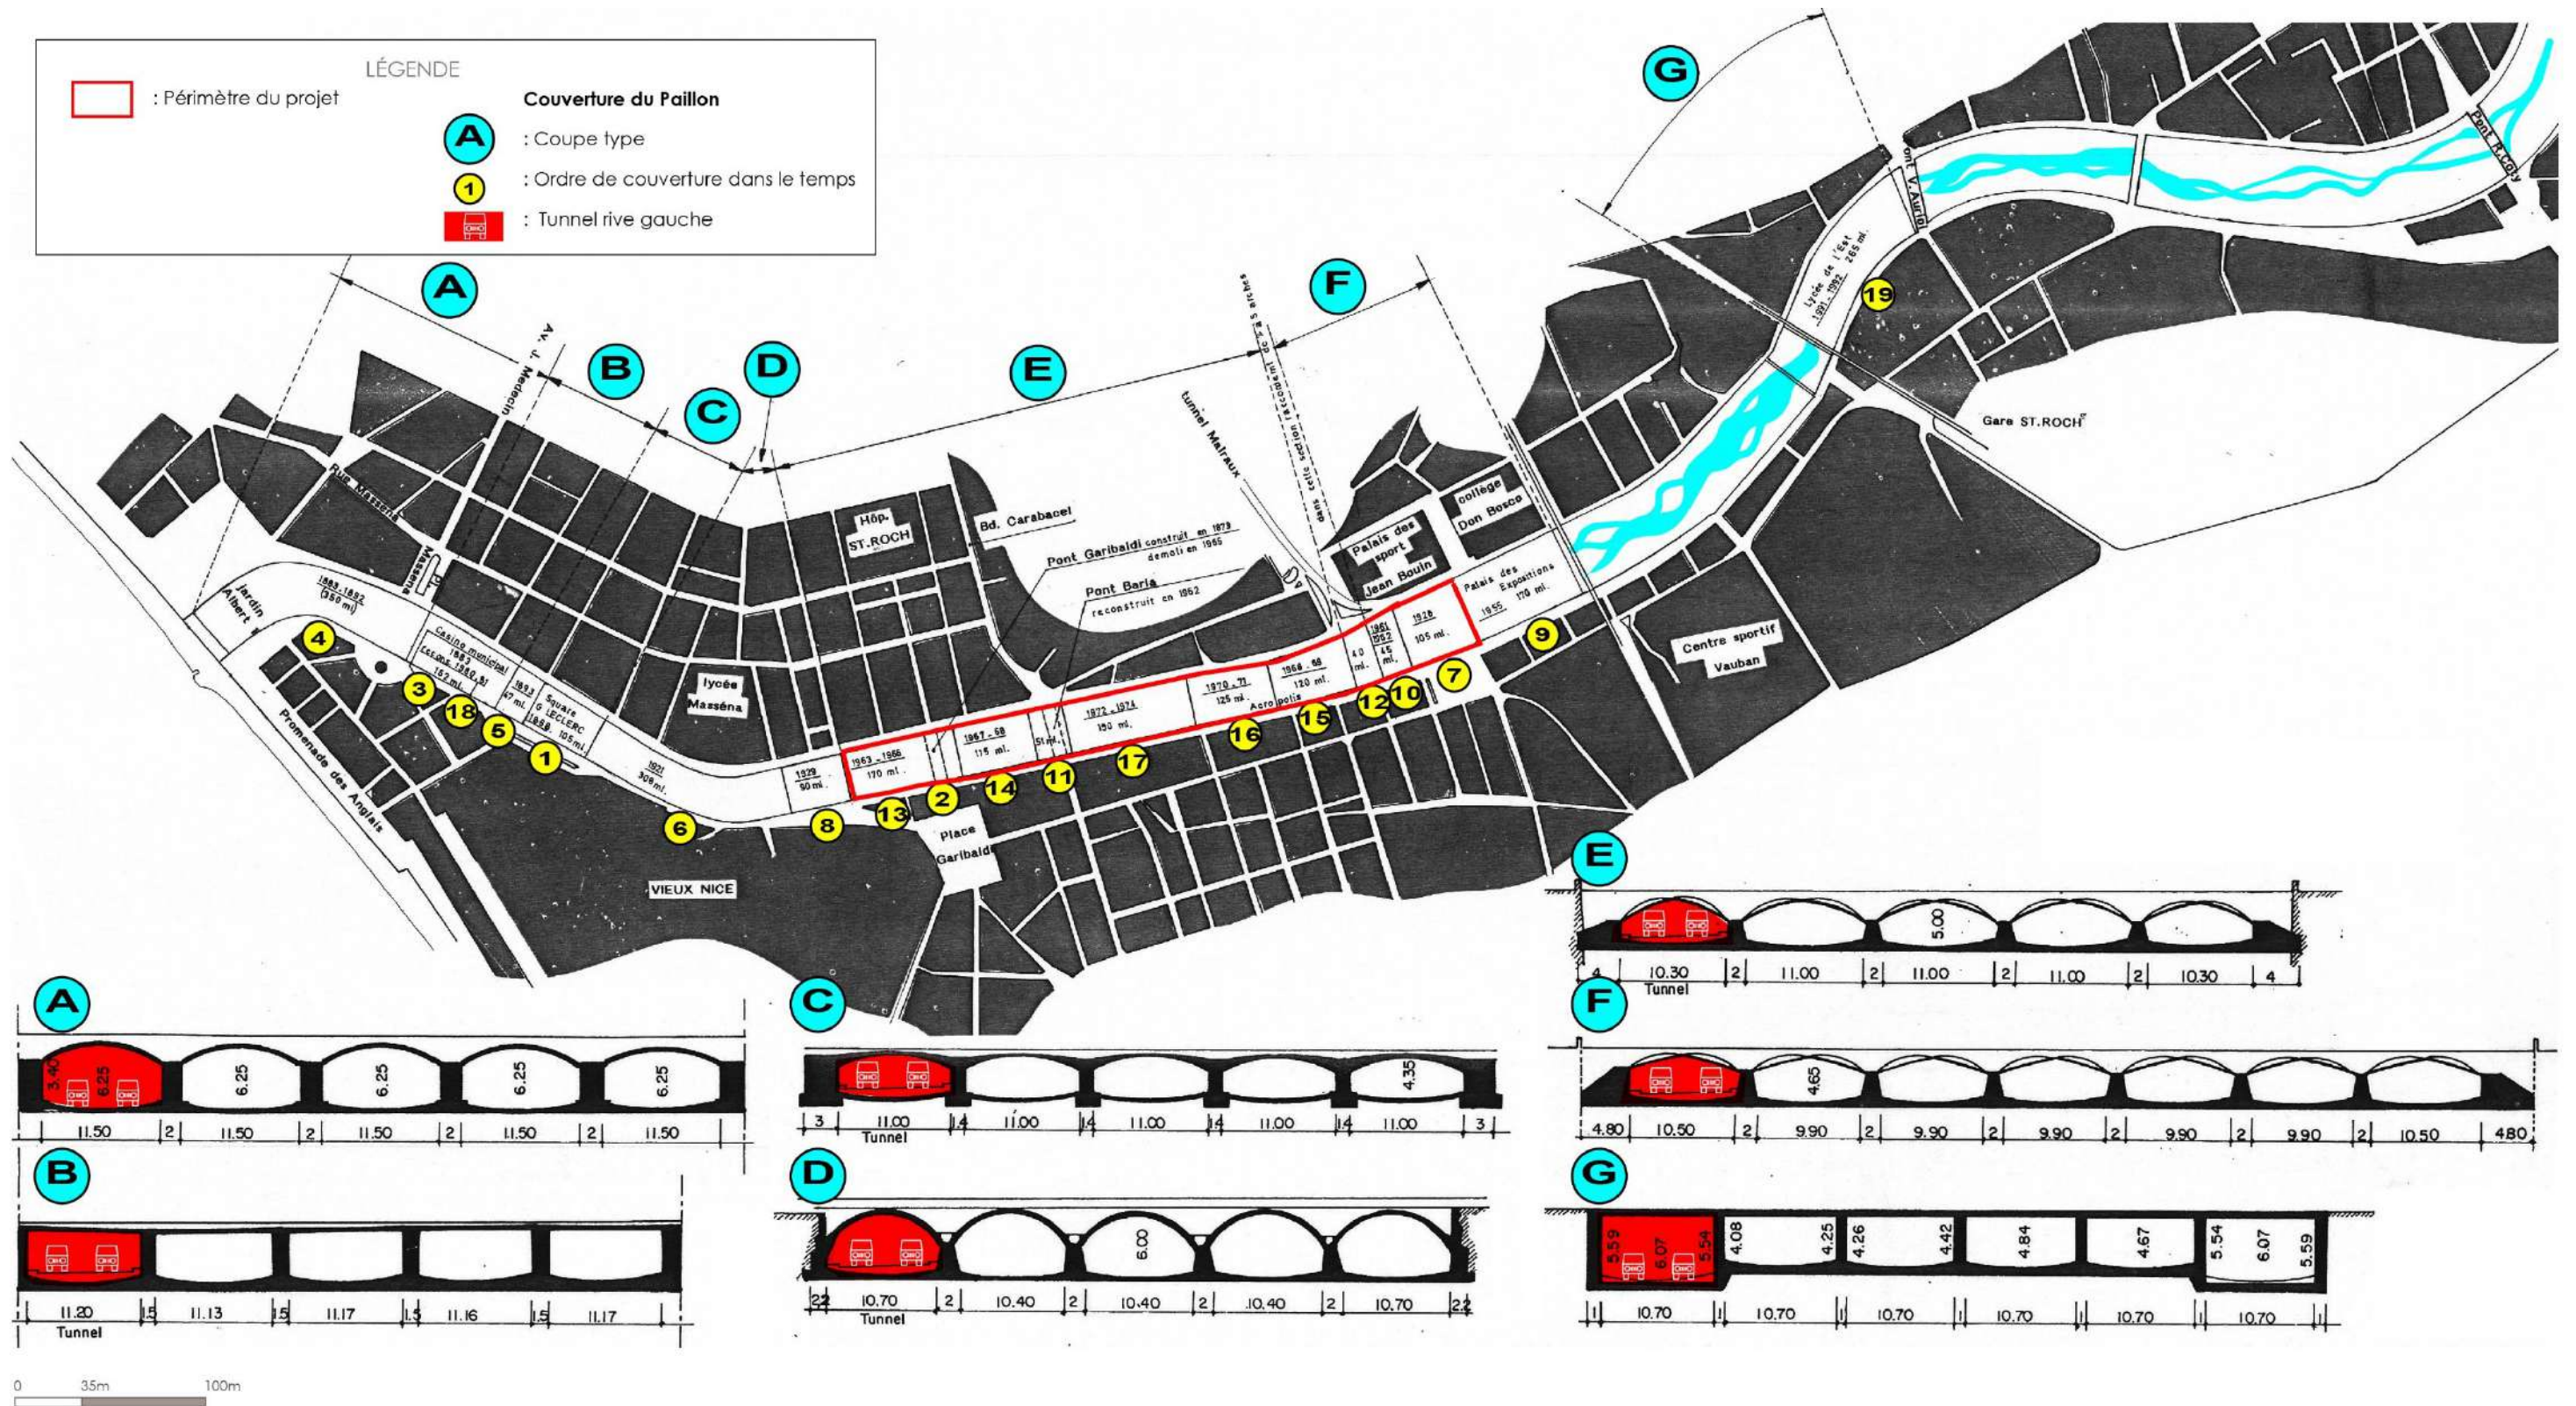 LÉGENDE
: Périmètre du projet
Couverture du Paillon
A : Coupe type
1 : Ordre de couverture dans le temps
: Tunnel rive gauche
G
A
B
C
D
E
F
Av. J. Medecin
tunnel Malraux
Pont V. Auriol
Pont R. Coty
Lycée de l'Est
1991 - 1992 265 ml.
19
Gare ST.ROCH
Rue Masséna
Pl. Masséna
Jardin
Albert
Promenade des Anglais
1883-1892
(350 ml)
Casino municipal
1883
152 ml.
1893
47 ml.
Square
G LECLERC
105 ml.
1921
308 ml.
lycée
Masséna
Hôp.
ST.ROCH
Bd. Carabacel
Pont Garibaldi construit en 1879
demoli en 1965
Pont Barla
reconstruit en 1962
Palais des
sport
Jean Bouin
collège
Don Bosco
Palais des
Expositions
1955 170 ml.
Centre sportif
Vauban
1929
90 ml.
1963 - 1966
170 ml.
1967 - 68
115 ml.
51 ml.
1972 - 1974
190 ml.
1970 - 71
125 ml.
1968 - 69
120 ml.
Acropolis
40
ml.
1961
1962
45
ml.
1926
105 ml.
4
3
18
5
1
6
8
13
2
14
11
17
16
15
12
10
7
9
Place
Garibaldi
VIEUX NICE
A
3.40 6.25 6.25 6.25 6.25 6.25
11.50 2 11.50 2 11.50 2 11.50 2 11.50
B
11.20 1.5 11.13 1.5 11.17 1.5 11.16 1.5 11.17
Tunnel
C
4.35
3 11.00 1.4 11.00 1.4 11.00 1.4 11.00 1.4 11.00 3
Tunnel
D
6.00
2.2 10.70 2 10.40 2 10.40 2 10.40 2 10.70 2.2
Tunnel
E
5.00
4 10.30 2 11.00 2 11.00 2 11.00 2 10.30 4
Tunnel
F
4.65
4.80 10.50 2 9.90 2 9.90 2 9.90 2 9.90 2 9.90 2 10.50 4.80
G
5.59 6.07 5.54 4.08 4.25 4.26 4.42 4.84 4.67 5.54 6.07 5.59
1 10.70 1 10.70 1 10.70 1 10.70 1 10.70 1 10.70 1
0 35m 100m